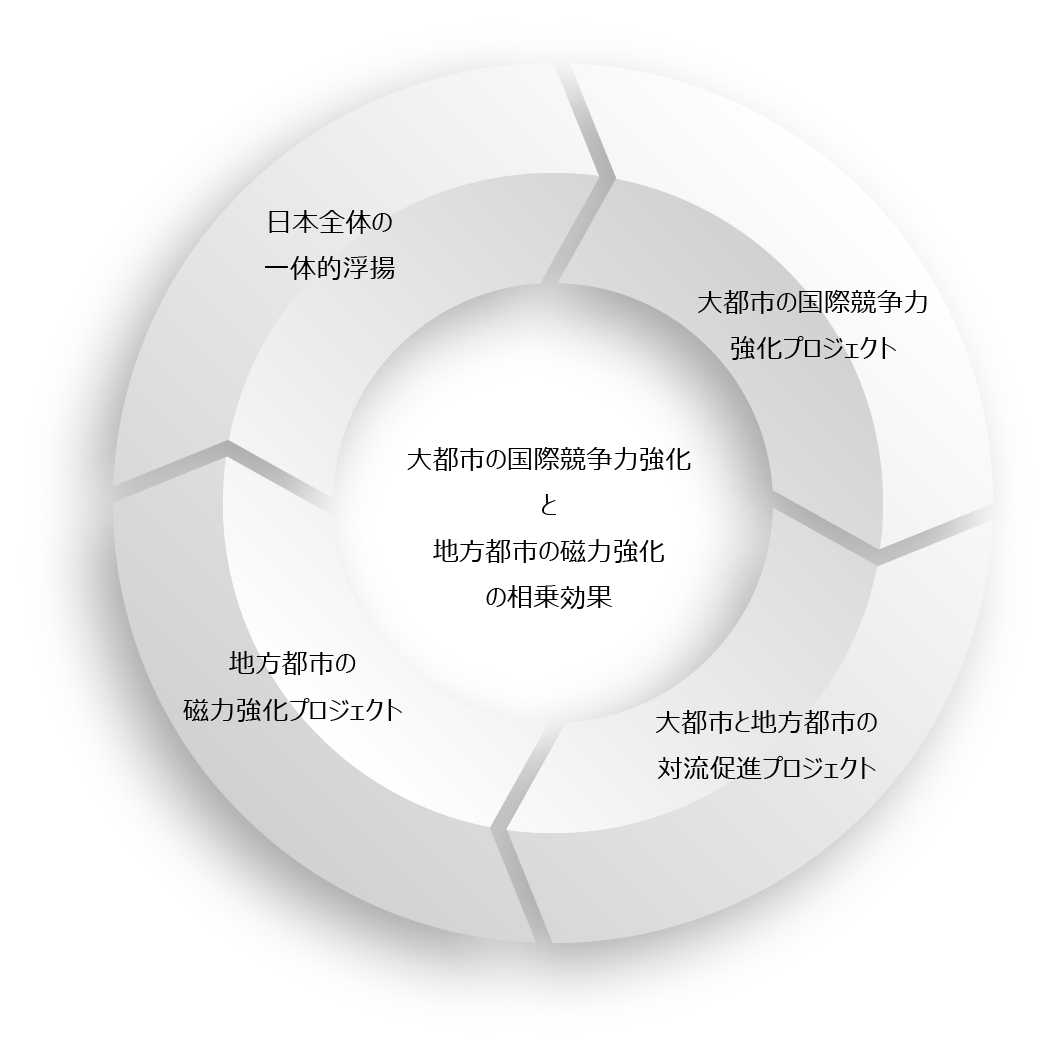 日本全体の
一体的浮揚
大都市の国際競争力
強化プロジェクト
大都市の国際競争力強化
と
地方都市の磁力強化
の相乗効果
地方都市の
磁力強化プロジェクト
大都市と地方都市の
対流促進プロジェクト